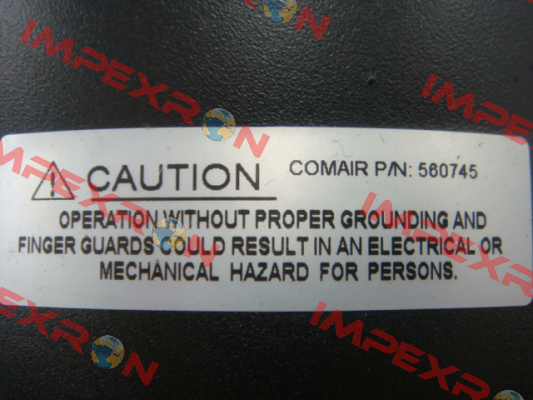 CAUTION COMAIR P/N: 560745
OPERATION WITHOUT PROPER GROUNDING AND
FINGER GUARDS COULD RESULT IN AN ELECTRICAL OR
MECHANICAL HAZARD FOR PERSONS.
IMPEXRON
IMPEXRON
IMPEXRON
IMPEXRON
IMPEXRON